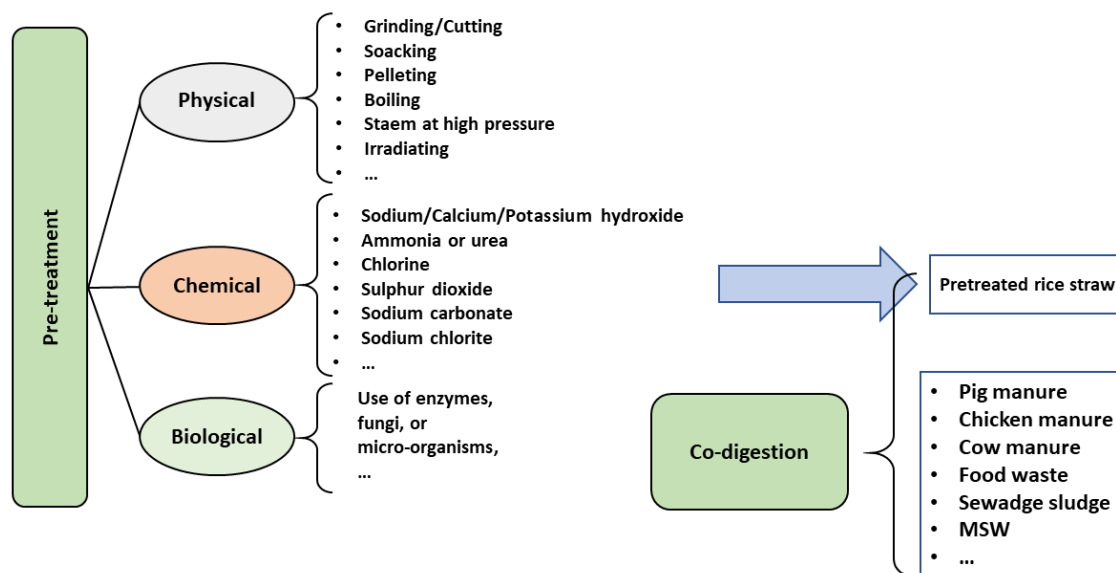 Pre-treatment
Physical
• Grinding/Cutting
• Soacking
• Pelleting
• Boiling
• Staem at high pressure
• Irradiating
• ...
Chemical
• Sodium/Calcium/Potassium hydroxide
• Ammonia or urea
• Chlorine
• Sulphur dioxide
• Sodium carbonate
• Sodium chlorite
• ...
Biological
Use of enzymes,
fungi, or
micro-organisms,
...
Co-digestion
Pretreated rice straw
• Pig manure
• Chicken manure
• Cow manure
• Food waste
• Sewadge sludge
• MSW
• ...